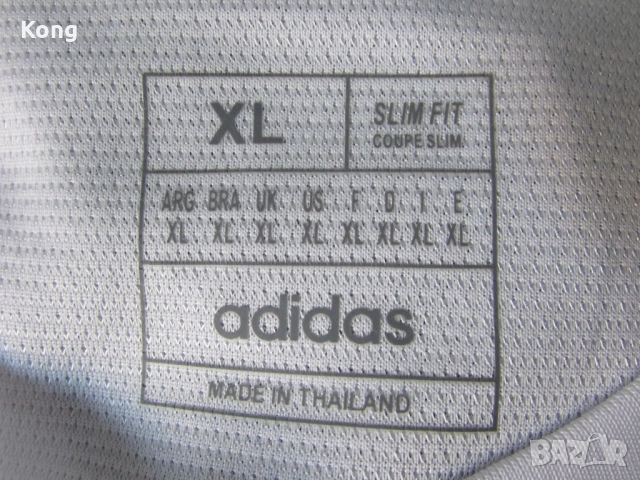 Kong
XL
SLIM FIT
COUPE SLIM
ARG BRA UK US F D I E
XL XL XL XL XL XL XL XL
adidas
MADE IN THAILAND
BAZAR